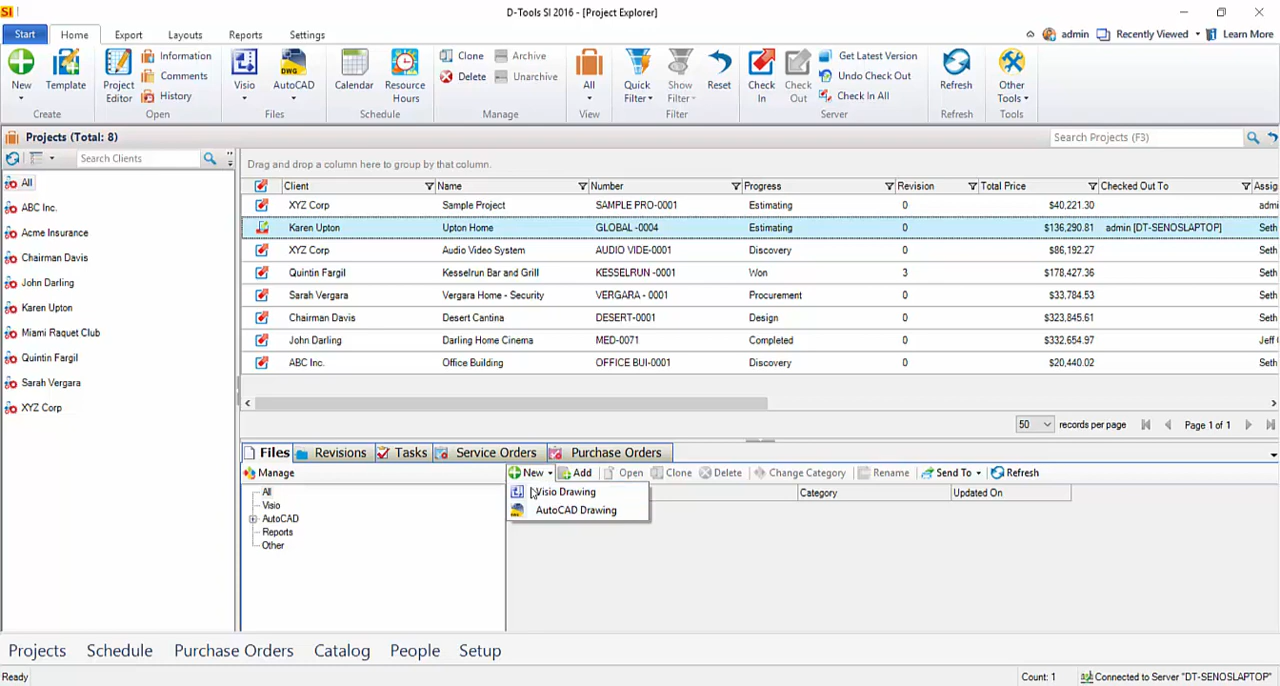 SI D-Tools SI 2016 - [Project Explorer]
Start Home Export Layouts Reports Settings admin Recently Viewed Learn More
New Template Project Editor Information Comments History Visio AutoCAD Calendar Resource Hours Clone Delete Archive Unarchive All Quick Filter Show Filter Reset Check In Check Out Get Latest Version Undo Check Out Check In All Refresh Other Tools
DWG
Create Open Files Schedule Manage View Filter Server Refresh Tools
Projects (Total: 8) Search Projects (F3)
Search Clients Drag and drop a column here to group by that column.
All
ABC Inc.
Acme Insurance
Chairman Davis
John Darling
Karen Upton
Miami Raquet Club
Quintin Fargil
Sarah Vergara
XYZ Corp
Client Name Number Progress Revision Total Price Checked Out To Assig
XYZ Corp Sample Project SAMPLE PRO-0001 Estimating 0 $40,221.30 admi
Karen Upton Upton Home GLOBAL -0004 Estimating 0 $136,290.81 admin [DT-SENOSLAPTOP] Seth
XYZ Corp Audio Video System AUDIO VIDE-0001 Discovery 0 $86,192.27 Seth
Quintin Fargil Kesselrun Bar and Grill KESSELRUN -0001 Won 3 $178,427.36 Seth
Sarah Vergara Vergara Home - Security VERGARA - 0001 Procurement 0 $33,784.53 Seth
Chairman Davis Desert Cantina DESERT-0001 Design 0 $323,845.61 Seth
John Darling Darling Home Cinema MED-0071 Completed 0 $332,654.97 Jeff
ABC Inc. Office Building OFFICE BUI-0001 Discovery 0 $20,440.02 Seth
50 records per page Page 1 of 1
Files Revisions Tasks Service Orders Purchase Orders
Manage New Add Open Clone Delete Change Category Rename Send To Refresh
All
Visio
AutoCAD
Reports
Other
Visio Drawing
AutoCAD Drawing
Category Updated On
Projects Schedule Purchase Orders Catalog People Setup
Ready Count: 1 Connected to Server "DT-SENOSLAPTOP"